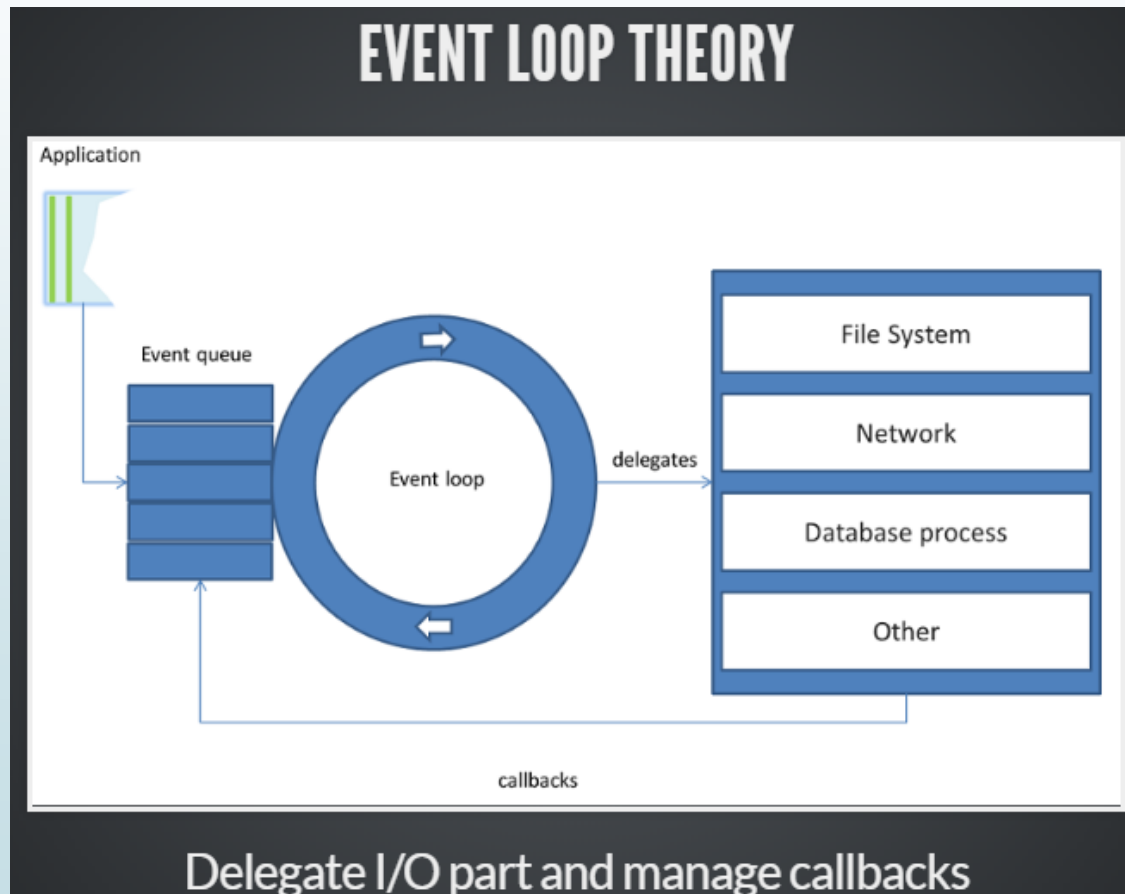 EVENT LOOP THEORY
Application
Event queue
Event loop
delegates
File System
Network
Database process
Other
callbacks
Delegate I/O part and manage callbacks